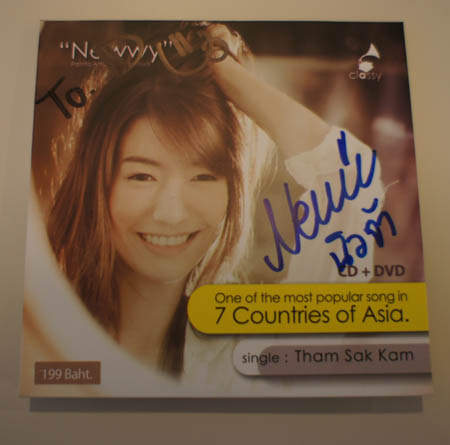 "Newwy"
classy
To.
CD + DVD
One of the most popular song in
7 Countries of Asia.
single : Tham Sak Kam
199 Baht.